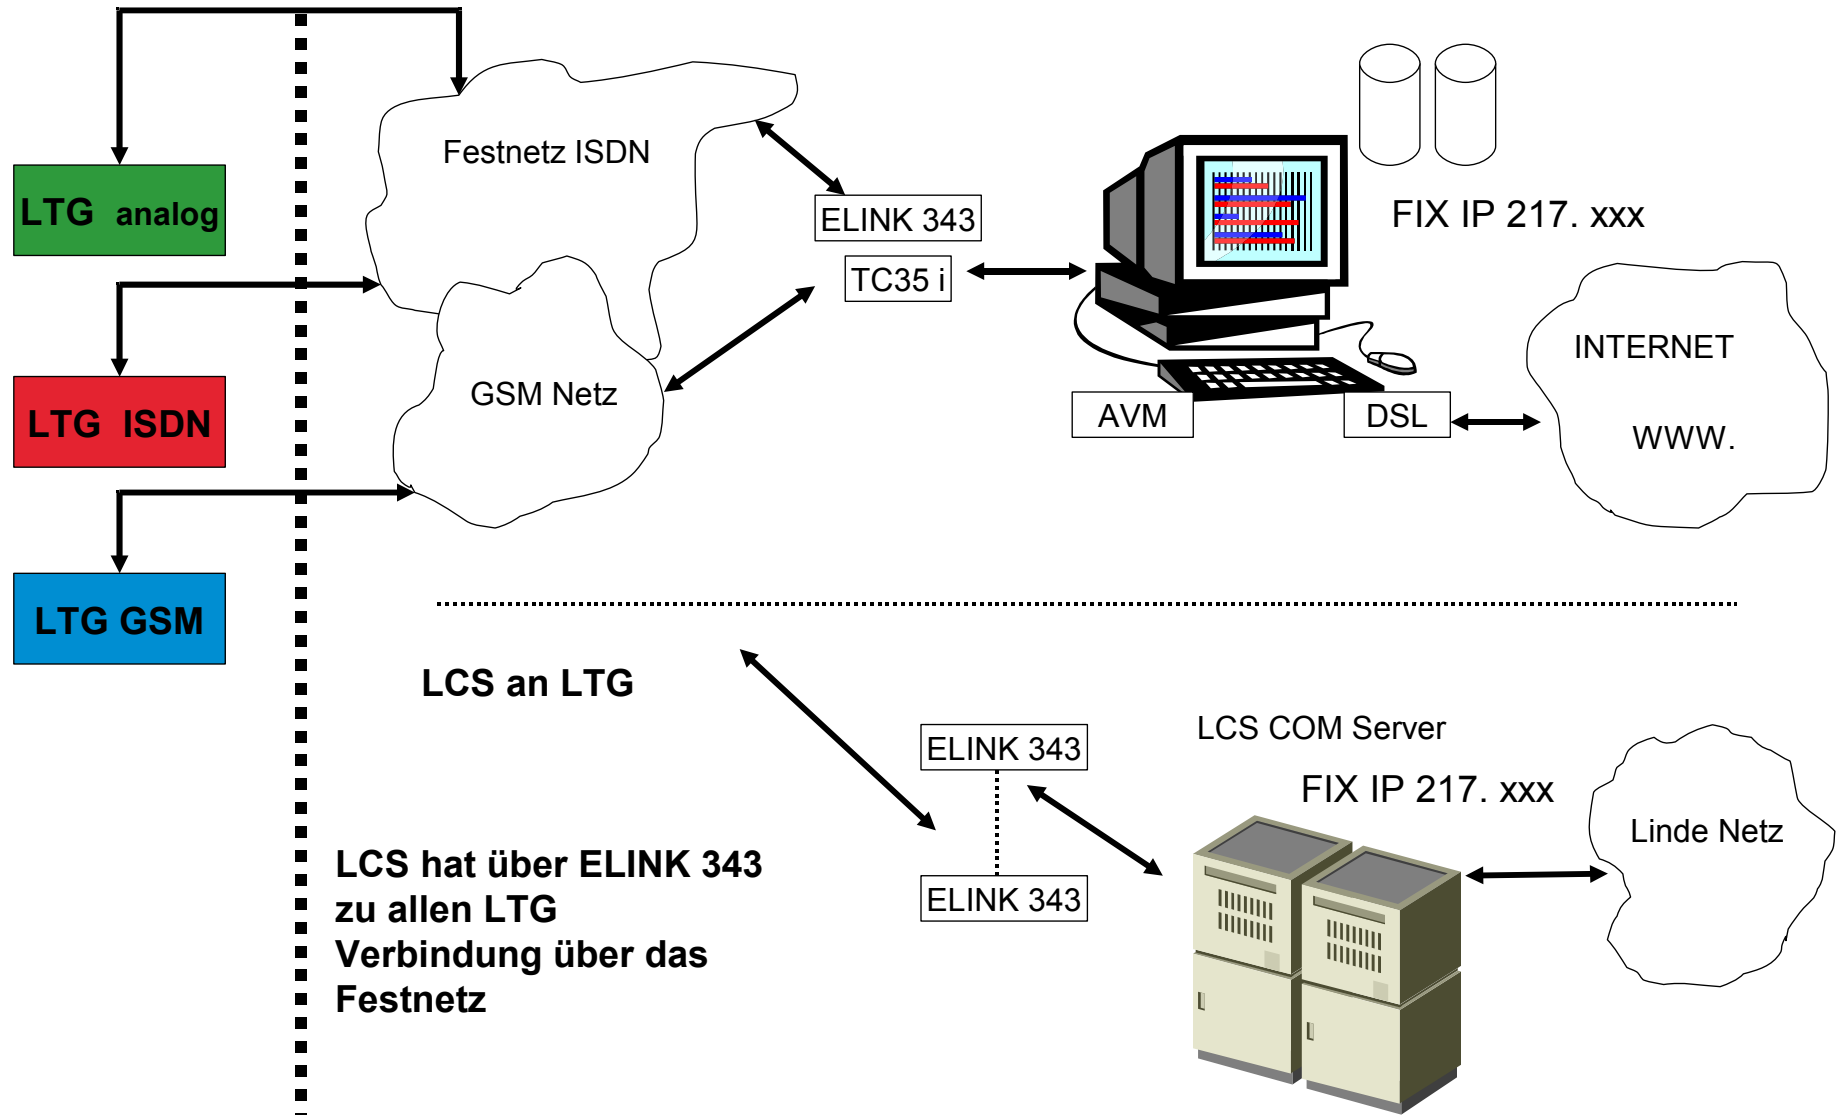 Festnetz ISDN
LTG analog
ELINK 343
FIX IP 217. xxx
TC35 i
INTERNET
GSM Netz
LTG ISDN
AVM
DSL
WWW.
LTG GSM
LCS an LTG
LCS COM Server
ELINK 343
FIX IP 217. xxx
Linde Netz
LCS hat über ELINK 343
zu allen LTG
Verbindung über das
Festnetz
ELINK 343